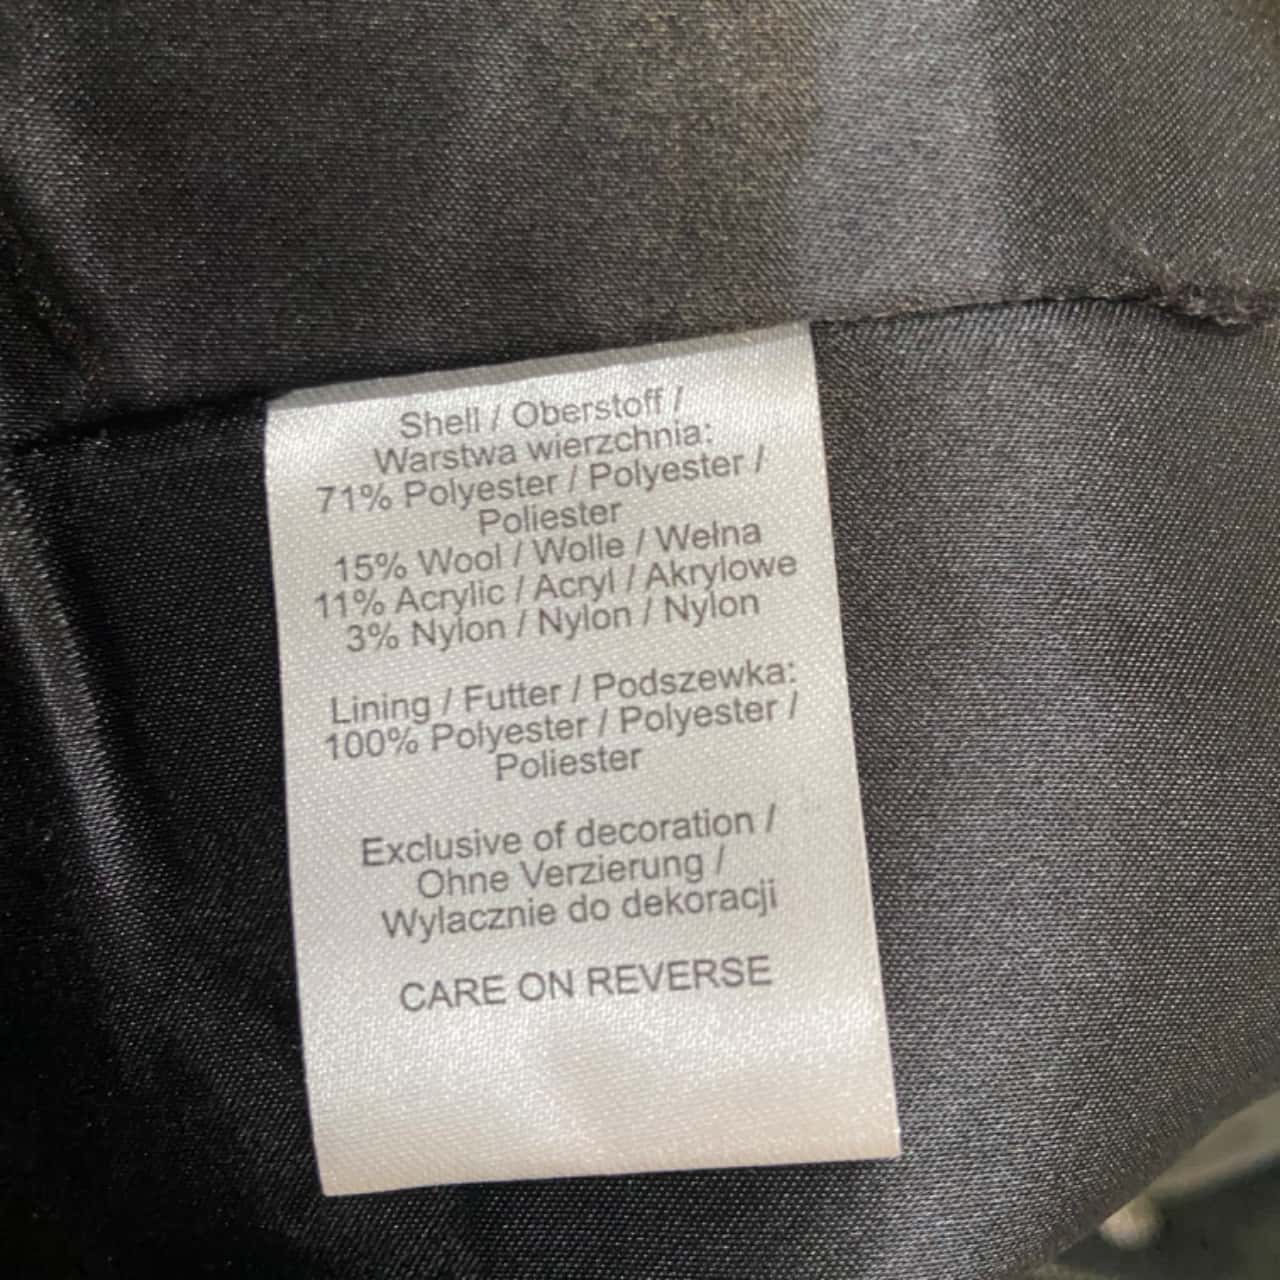 Shell / Oberstoff /
Warstwa wierzchnia:
71% Polyester / Polyester /
Poliester
15% Wool / Wolle / Wełna
11% Acrylic / Acryl / Akrylowe
3% Nylon / Nylon / Nylon
Lining / Futter / Podszewka:
100% Polyester / Polyester /
Poliester
Exclusive of decoration /
Ohne Verzierung /
Wylacznie do dekoracji
CARE ON REVERSE